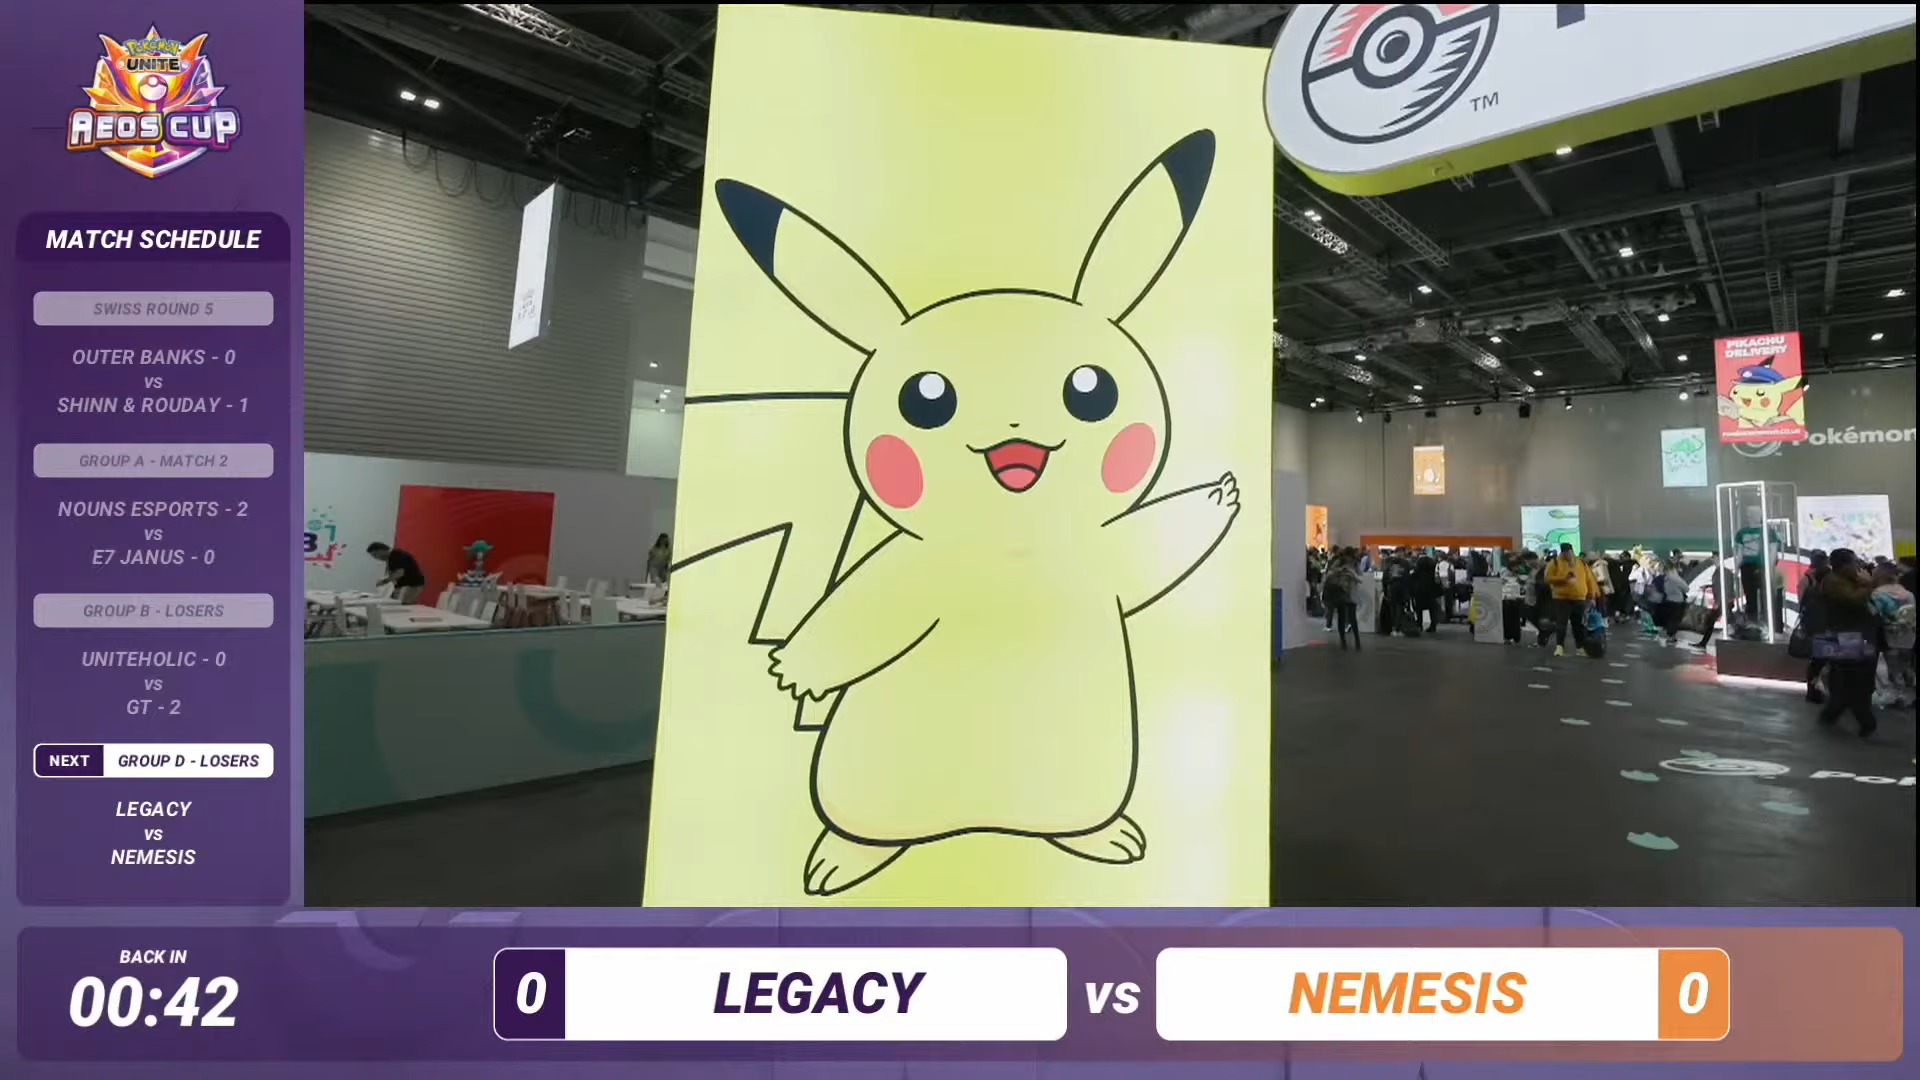 POKÉMON
UNITE
AEOS CUP
MATCH SCHEDULE
SWISS ROUND 5
OUTER BANKS - 0
vs
SHINN & ROUDAY - 1
GROUP A - MATCH 2
NOUNS ESPORTS - 2
vs
E7 JANUS - 0
GROUP B - LOSERS
UNITEHOLIC - 0
vs
GT - 2
NEXT GROUP D - LOSERS
LEGACY
vs
NEMESIS
TM
PIKACHU
DELIVERY
Pokémon
BACK IN
00:42
0 LEGACY vs NEMESIS 0